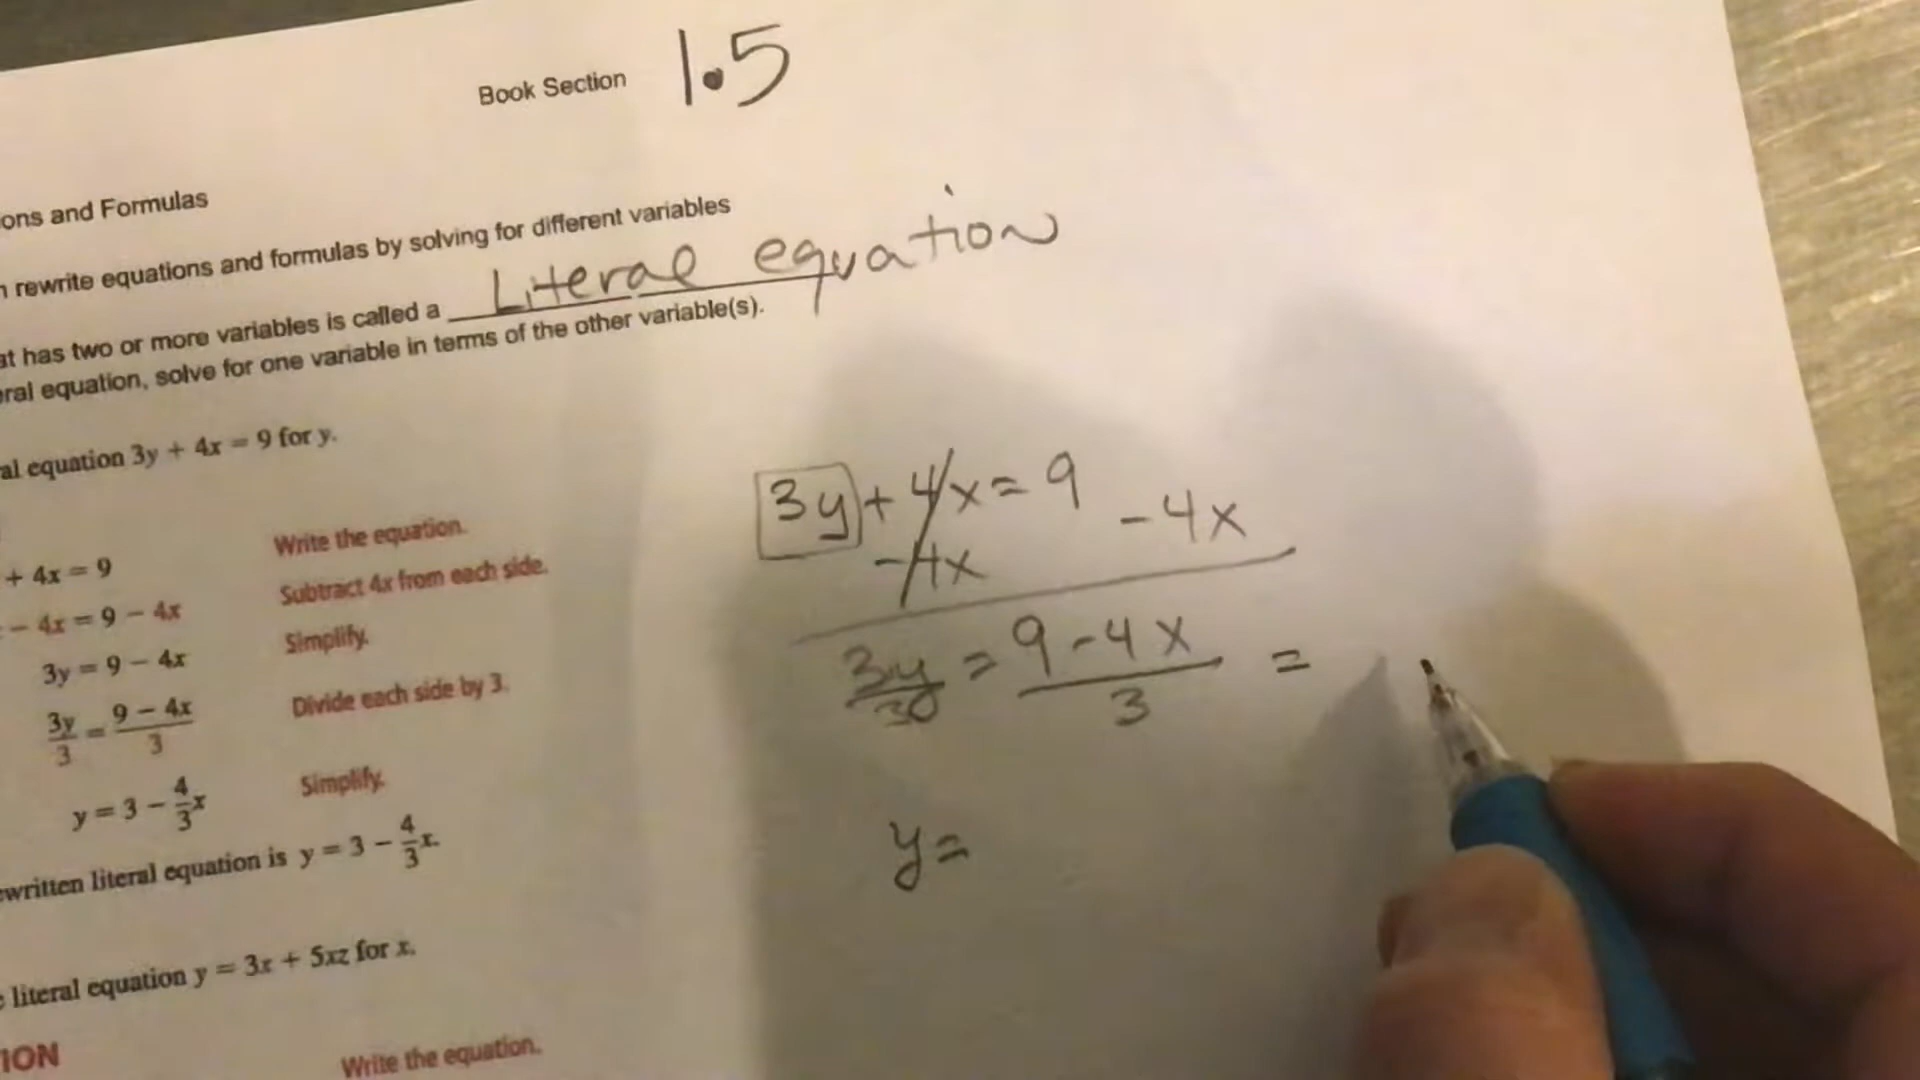 Book Section 1.5
ons and Formulas
rewrite equations and formulas by solving for different variables
at has two or more variables is called a Literal equation
eral equation, solve for one variable in terms of the other variable(s).
al equation 3y + 4x = 9 for y.
3y + 4x = 9 - 4x
- 4x
3y/3 = 9 - 4x/3 =
y =
+ 4x = 9 Write the equation.
- 4x = 9 - 4x Subtract 4x from each side.
3y = 9 - 4x Simplify.
3y/3 = 9 - 4x/3 Divide each side by 3.
y = 3 - 4/3x Simplify.
ewritten literal equation is y = 3 - 4/3x.
literal equation y = 3x + 5xz for x.
ION
Write the equation.